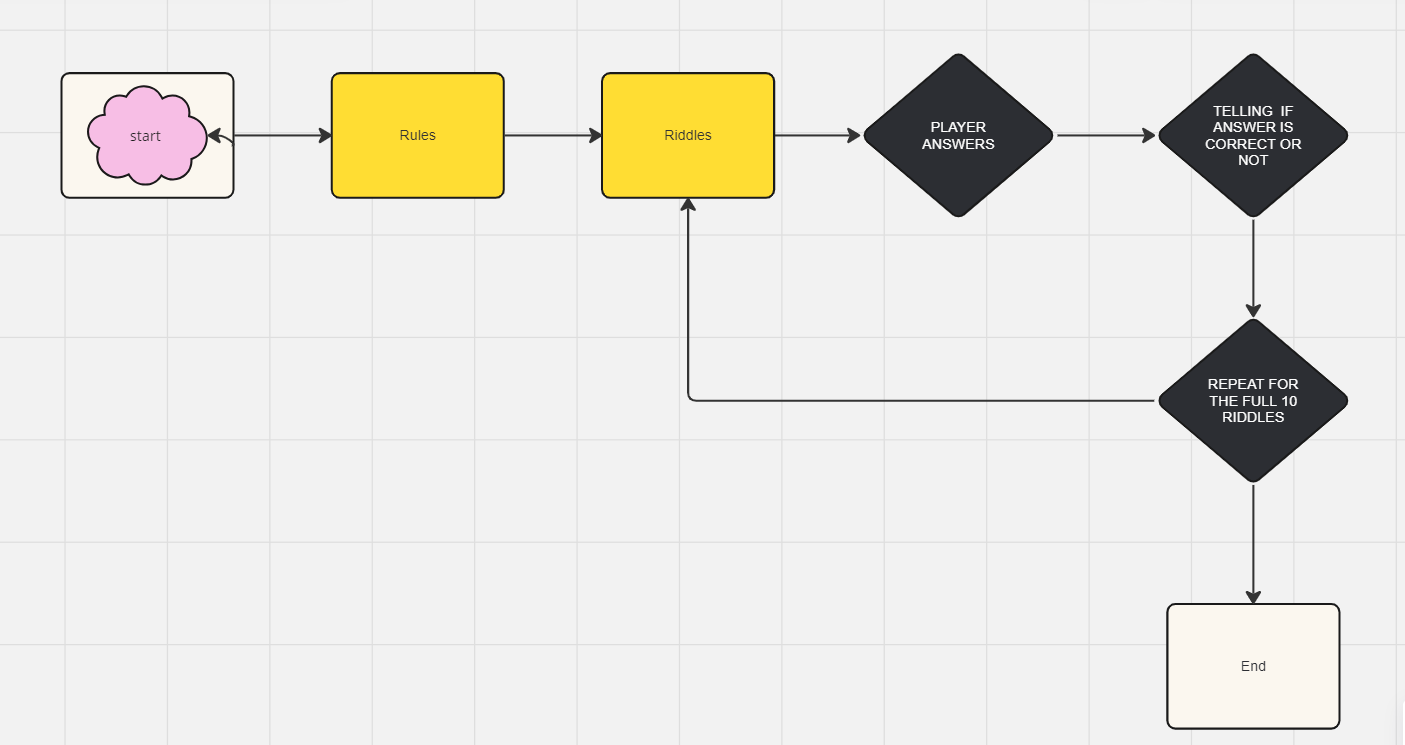 start
Rules
Riddles
PLAYER
ANSWERS
TELLING  IF
ANSWER IS
CORRECT OR
NOT
REPEAT FOR
THE FULL 10
RIDDLES
End